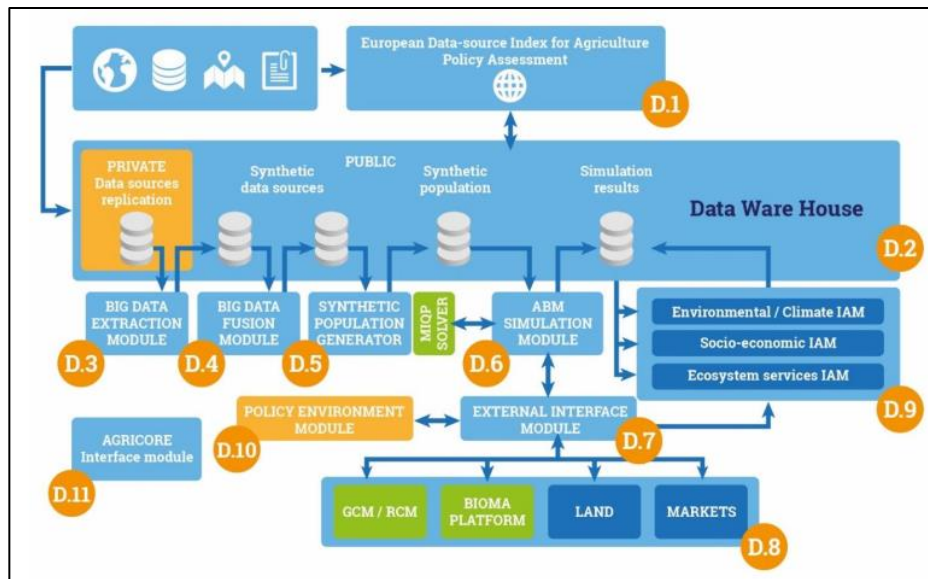 European Data-source Index for Agriculture
Policy Assessment
D.1
PUBLIC
PRIVATE
Data sources
replication
Synthetic
data sources
Synthetic
population
Simulation
results
Data Ware House
D.2
BIG DATA
EXTRACTION
MODULE
D.3
BIG DATA
FUSION
MODULE
D.4
SYNTHETIC
POPULATION
GENERATOR
D.5
MIQP
SOLVER
ABM
SIMULATION
MODULE
D.6
Environmental / Climate IAM
Socio-economic IAM
Ecosystem services IAM
D.9
POLICY ENVIRONMENT
MODULE
D.10
EXTERNAL INTERFACE
MODULE
D.7
AGRICORE
Interface module
D.11
GCM / RCM
BIOMA
PLATFORM
LAND
MARKETS
D.8